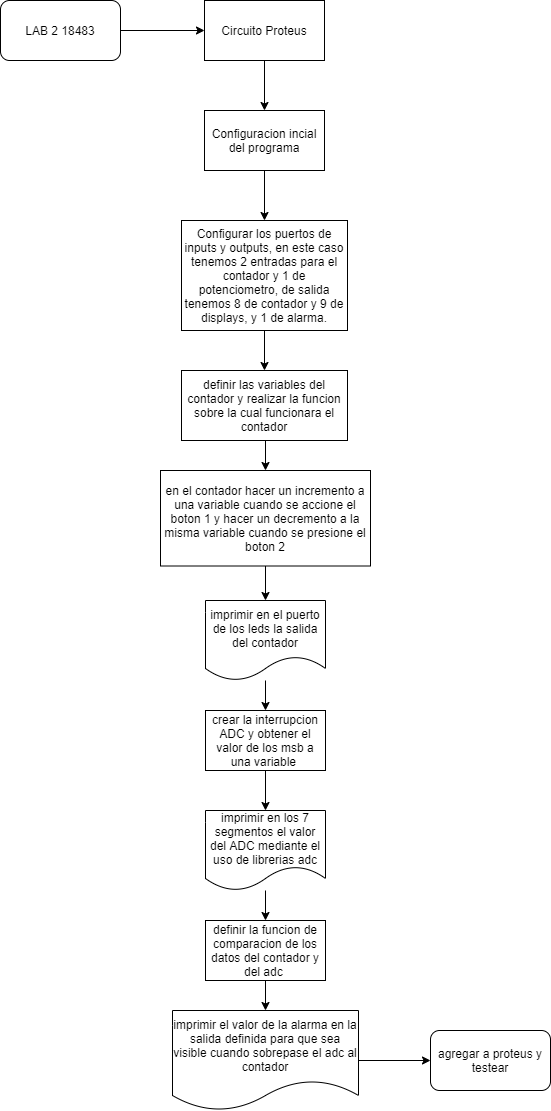 LAB 2 18483
Circuito Proteus
Configuracion incial
del programa
Configurar los puertos de
inputs y outputs, en este caso
tenemos 2 entradas para el
contador y 1 de
potenciometro, de salida
tenemos 8 de contador y 9 de
displays, y 1 de alarma.
definir las variables del
contador y realizar la funcion
sobre la cual funcionara el
contador
en el contador hacer un incremento a
una variable cuando se accione el
boton 1 y hacer un decremento a la
misma variable cuando se presione el
boton 2
imprimir en el puerto
de los leds la salida
del contador
crear la interrupcion
ADC y obtener el
valor de los msb a
una variable
imprimir en los 7
segmentos el valor
del ADC mediante el
uso de librerias adc
definir la funcion de
comparacion de los
datos del contador y
del adc
imprimir el valor de la alarma en la
salida definida para que sea
visible cuando sobrepase el adc al
contador
agregar a proteus y
testear